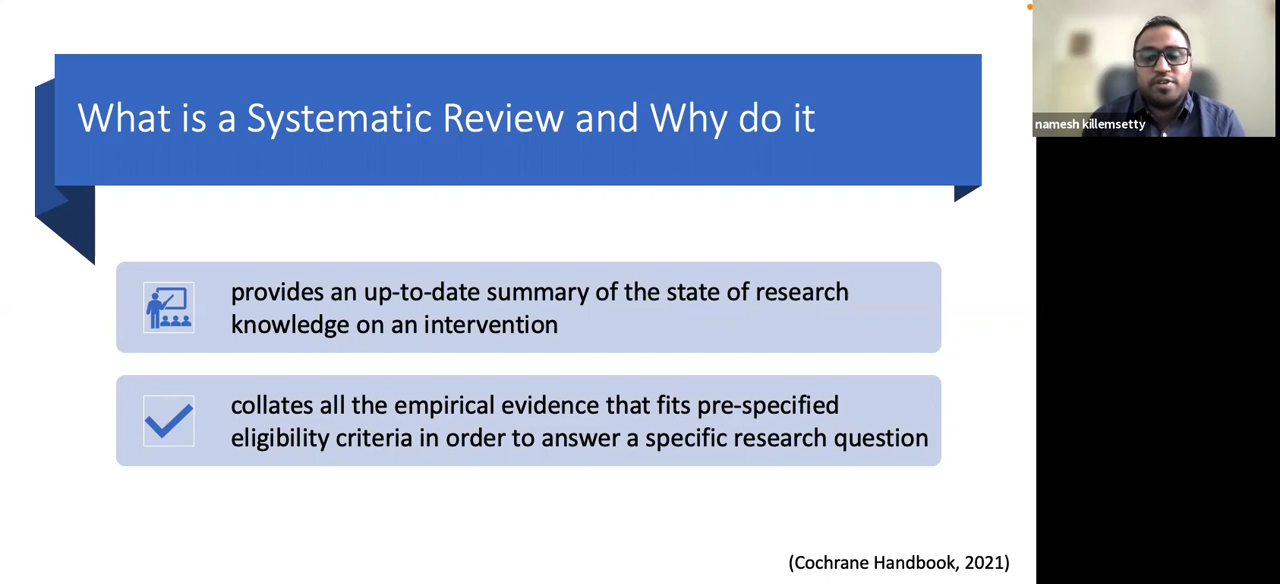 What is a Systematic Review and Why do it
namesh killemsetty
provides an up-to-date summary of the state of research
knowledge on an intervention
collates all the empirical evidence that fits pre-specified
eligibility criteria in order to answer a specific research question
(Cochrane Handbook, 2021)